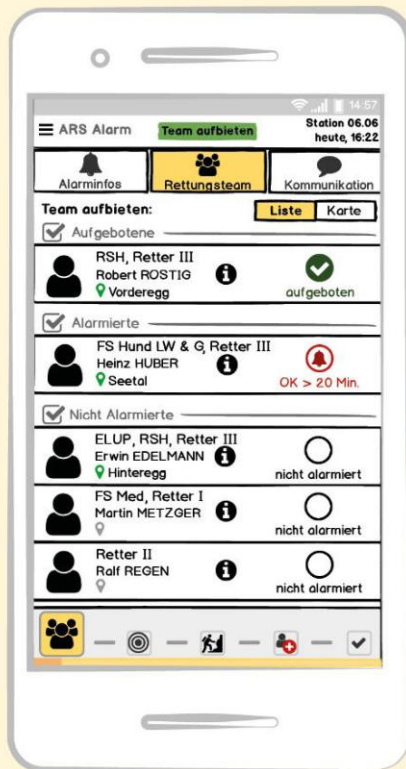 14:57
ARS Alarm
Team aufbieten
Station 06.06
heute, 16:22
Alarminfos
Rettungsteam
Kommunikation
Team aufbieten:
Liste
Karte
Aufgebotene
RSH, Retter III
Robert ROSTIG
Vorderegg
aufgeboten
Alarmierte
FS Hund LW & G, Retter III
Heinz HUBER
Seetal
OK > 20 Min.
Nicht Alarmierte
ELUP, RSH, Retter III
Erwin EDELMANN
Hinteregg
nicht alarmiert
FS Med, Retter I
Martin METZGER
nicht alarmiert
Retter II
Ralf REGEN
nicht alarmiert